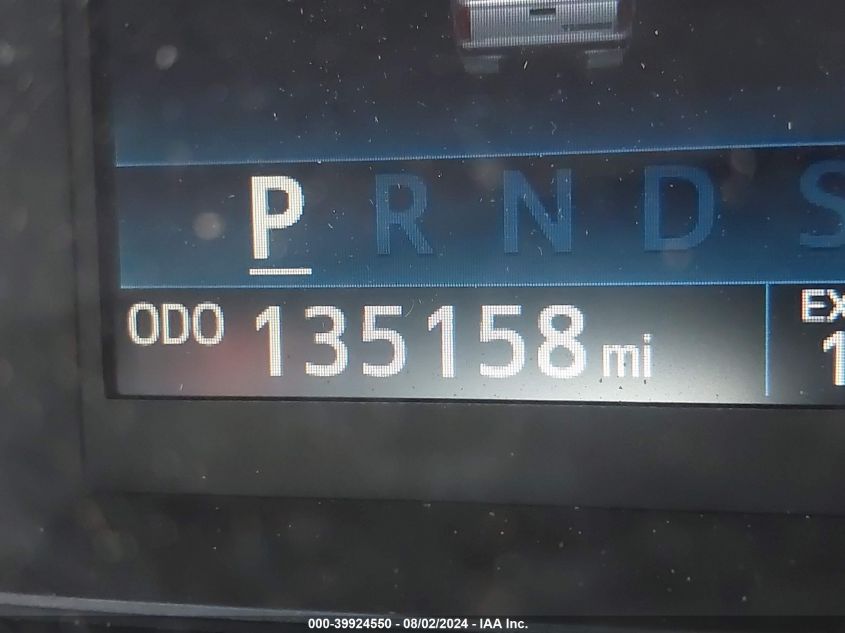 P R N D S
ODO 135158 mi
000-39924550 - 08/02/2024 - IAA Inc.